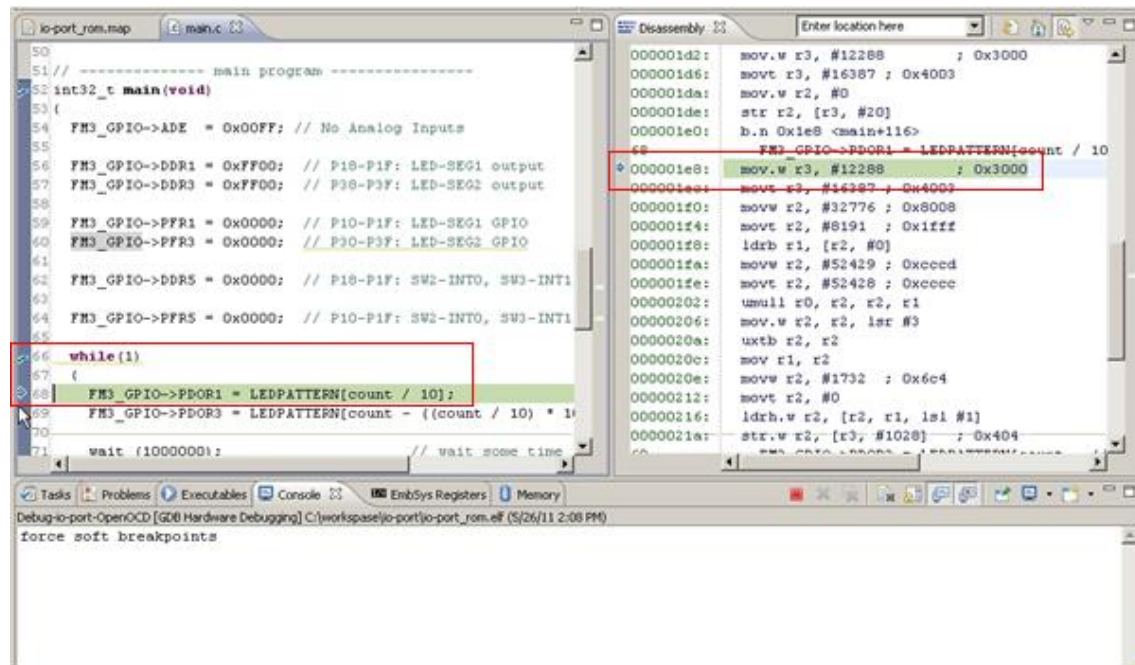 io-port_rom.map main.c
50
51 // -------------- main program -----------------
52 int32_t main(void)
53 {
54 FM3_GPIO->ADE = 0x00FF; // No Analog Inputs
55
56 FM3_GPIO->DDR1 = 0xFF00; // P18-P1F: LED-SEG1 output
57 FM3_GPIO->DDR3 = 0xFF00; // P38-P3F: LED-SEG2 output
58
59 FM3_GPIO->PFR1 = 0x0000; // P10-P1F: LED-SEG1 GPIO
60 FM3_GPIO->PFR3 = 0x0000; // P30-P3F: LED-SEG2 GPIO
61
62 FM3_GPIO->DDR5 = 0x0000; // P18-P1F: SW2-INT0, SW3-INT1
63
64 FM3_GPIO->PFR5 = 0x0000; // P10-P1F: SW2-INT0, SW3-INT1
65
66 while(1)
67 {
68 FM3_GPIO->PDOR1 = LEDPATTERN[count / 10];
69 FM3_GPIO->PDOR3 = LEDPATTERN[count - ((count / 10) * 1
70
71 wait (1000000); // wait some time
Disassembly Enter location here
000001d2: mov.w r3, #12288 ; 0x3000
000001d6: movt r3, #16387 ; 0x4003
000001da: mov.w r2, #0
000001de: str r2, [r3, #20]
000001e0: b.n 0x1e8 <main+116>
68 FM3_GPIO->PDOR1 = LEDPATTERN[count / 10
000001e8: mov.w r3, #12288 ; 0x3000
000001ec: movt r3, #16387 ; 0x4003
000001f0: movw r2, #32776 ; 0x8008
000001f4: movt r2, #8191 ; 0x1fff
000001f8: ldrb r1, [r2, #0]
000001fa: movw r2, #52429 ; 0xcccd
000001fe: movt r2, #52428 ; 0xcccc
00000202: umull r0, r2, r2, r1
00000206: mov.w r2, r2, lsr #3
0000020a: uxtb r2, r2
0000020c: mov r1, r2
0000020e: movw r2, #1732 ; 0x6c4
00000212: movt r2, #0
00000216: ldrh.w r2, [r2, r1, lsl #1]
0000021a: str.w r2, [r3, #1028] ; 0x404
Tasks Problems Executables Console EmbSys Registers Memory
Debug-io-port-OpenOCD [GDB Hardware Debugging] C:\workspase\io-port\io-port_rom.elf (5/26/11 2:08 PM)
force soft breakpoints